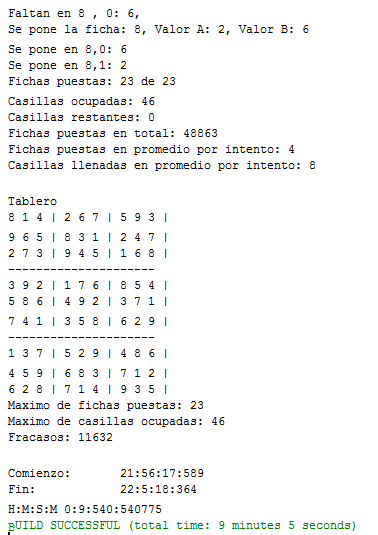 Faltan en 8 , 0: 6,
Se pone la ficha: 8, Valor A: 2, Valor B: 6
Se pone en 8,0: 6
Se pone en 8,1: 2
Fichas puestas: 23 de 23
Casillas ocupadas: 46
Casillas restantes: 0
Fichas puestas en total: 48863
Fichas puestas en promedio por intento: 4
Casillas llenadas en promedio por intento: 8
Tablero
8 1 4 | 2 6 7 | 5 9 3 |
9 6 5 | 8 3 1 | 2 4 7 |
2 7 3 | 9 4 5 | 1 6 8 |
---------------------
3 9 2 | 1 7 6 | 8 5 4 |
5 8 6 | 4 9 2 | 3 7 1 |
7 4 1 | 3 5 8 | 6 2 9 |
---------------------
1 3 7 | 5 2 9 | 4 8 6 |
4 5 9 | 6 8 3 | 7 1 2 |
6 2 8 | 7 1 4 | 9 3 5 |
Maximo de fichas puestas: 23
Maximo de casillas ocupadas: 46
Fracasos: 11632
Comienzo: 21:56:17:589
Fin: 22:5:18:364
H:M:S:M 0:9:540:540775
BUILD SUCCESSFUL (total time: 9 minutes 5 seconds)